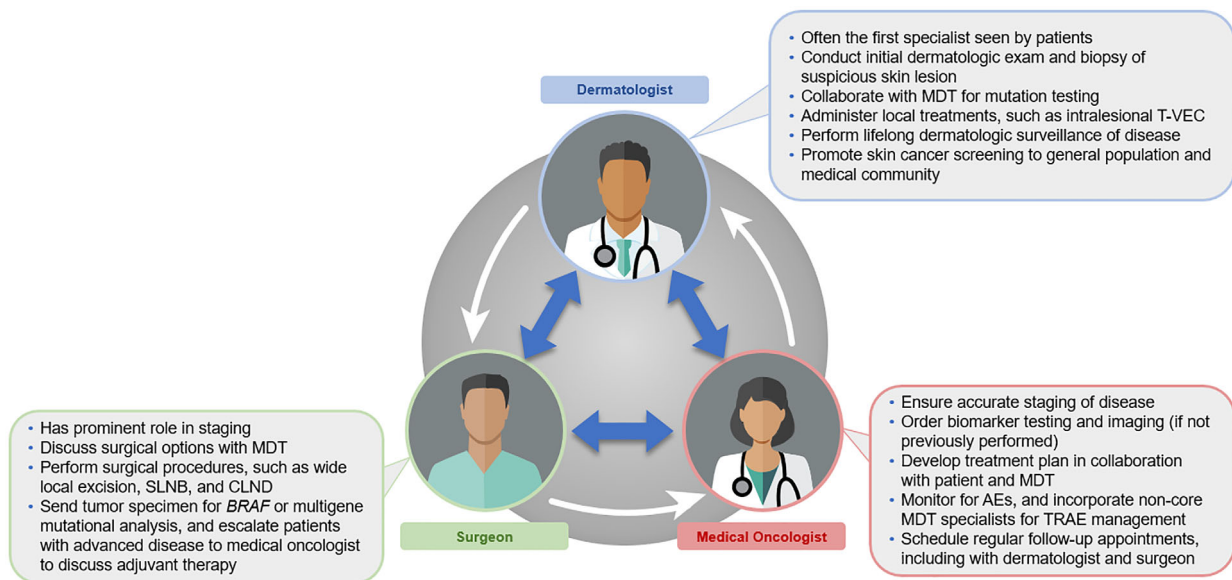 Dermatologist
• Often the first specialist seen by patients
• Conduct initial dermatologic exam and biopsy of
suspicious skin lesion
• Collaborate with MDT for mutation testing
• Administer local treatments, such as intralesional T-VEC
• Perform lifelong dermatologic surveillance of disease
• Promote skin cancer screening to general population and
medical community
• Has prominent role in staging
• Discuss surgical options with MDT
• Perform surgical procedures, such as wide
local excision, SLNB, and CLND
• Send tumor specimen for BRAF or multigene
mutational analysis, and escalate patients
with advanced disease to medical oncologist
to discuss adjuvant therapy
Surgeon
Medical Oncologist
• Ensure accurate staging of disease
• Order biomarker testing and imaging (if not
previously performed)
• Develop treatment plan in collaboration
with patient and MDT
• Monitor for AEs, and incorporate non-core
MDT specialists for TRAE management
• Schedule regular follow-up appointments,
including with dermatologist and surgeon